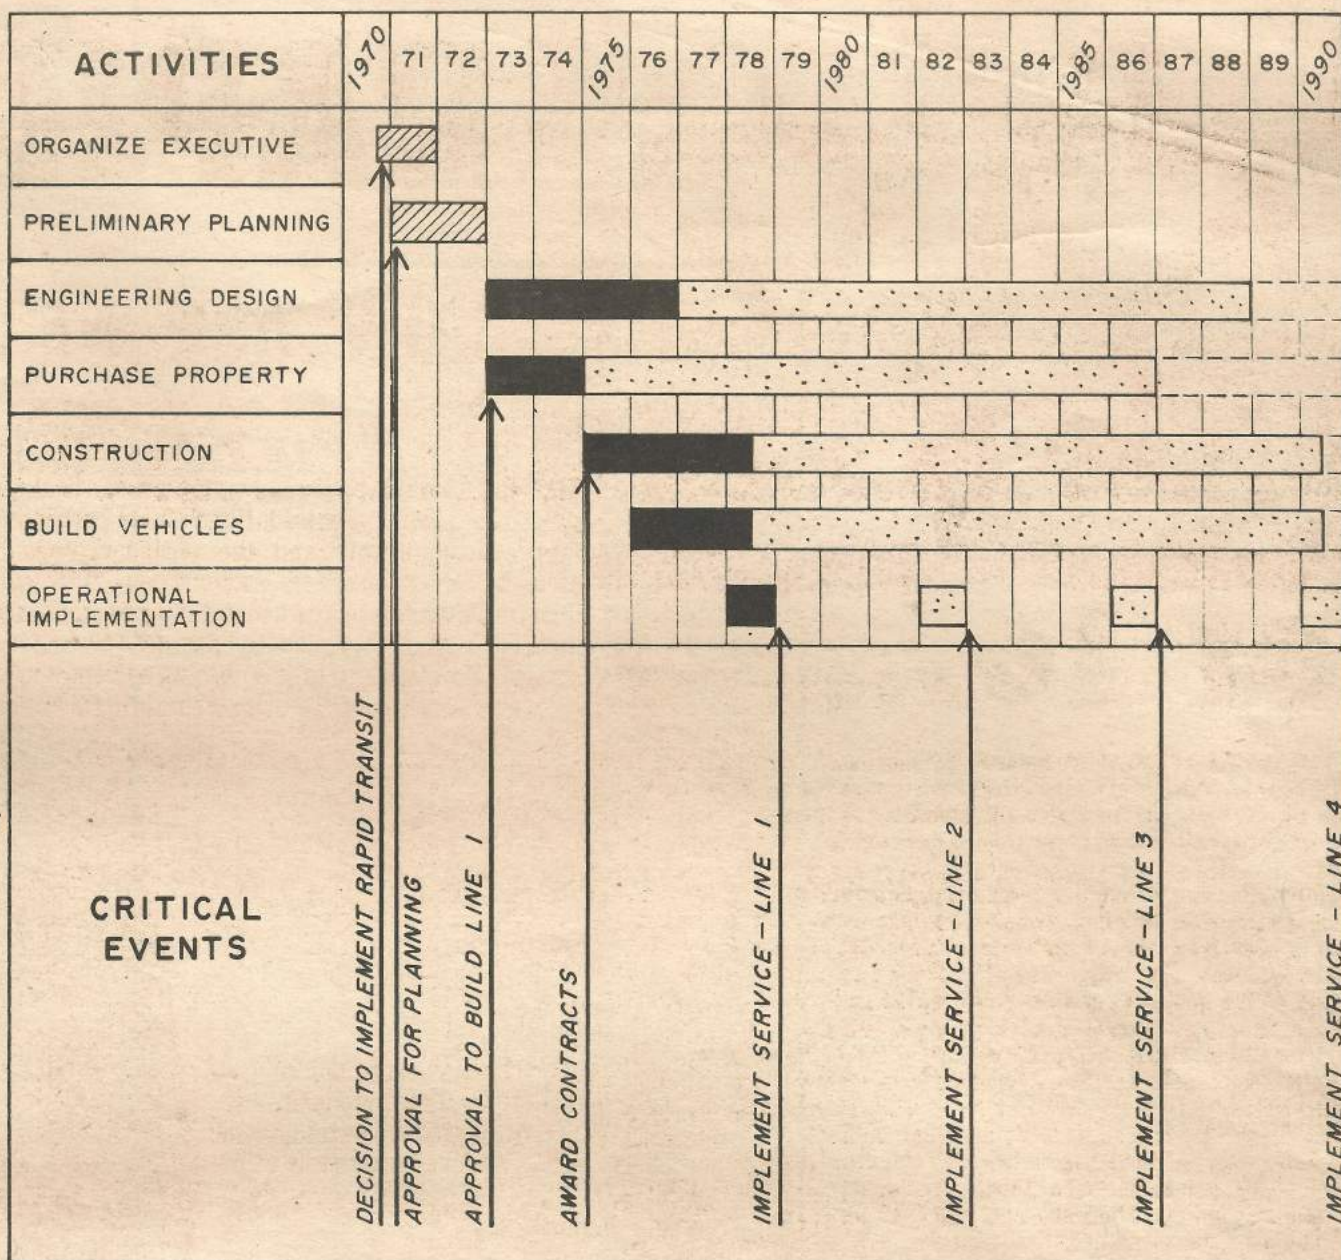 ACTIVITIES
1970 71 72 73 74 1975 76 77 78 79 1980 81 82 83 84 1985 86 87 88 89 1990
ORGANIZE EXECUTIVE
PRELIMINARY PLANNING
ENGINEERING DESIGN
PURCHASE PROPERTY
CONSTRUCTION
BUILD VEHICLES
OPERATIONAL
IMPLEMENTATION
CRITICAL
EVENTS
DECISION TO IMPLEMENT RAPID TRANSIT
APPROVAL FOR PLANNING
APPROVAL TO BUILD LINE 1
AWARD CONTRACTS
IMPLEMENT SERVICE - LINE 1
IMPLEMENT SERVICE - LINE 2
IMPLEMENT SERVICE - LINE 3
IMPLEMENT SERVICE - LINE 4